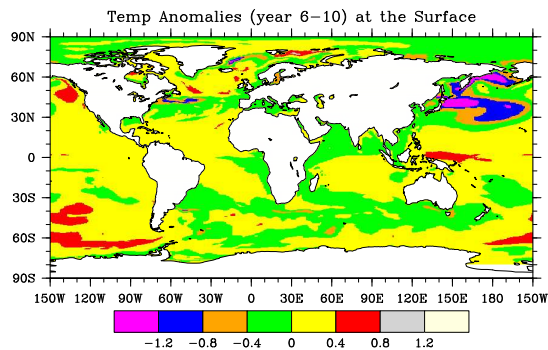 Temp Anomalies (year 6−10) at the Surface
90N
60N
30N
0
30S
60S
90S
150W 120W 90W 60W 30W 0 30E 60E 90E 120E 150E 180 150W
−1.2 −0.8 −0.4 0 0.4 0.8 1.2